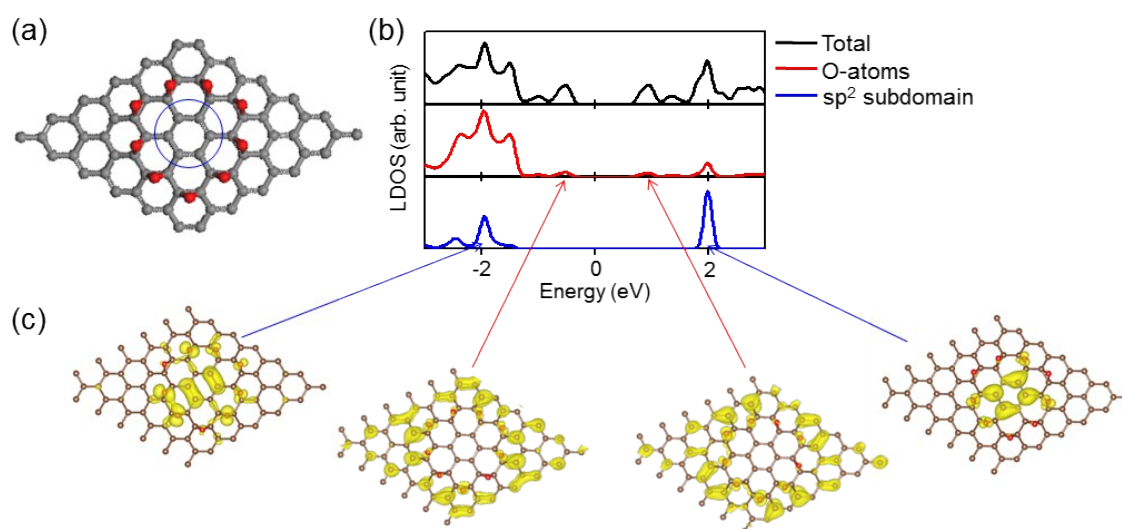 (a)
(b)
LDOS (arb. unit)
Total
O-atoms
sp² subdomain
-2
0
2
Energy (eV)
(c)